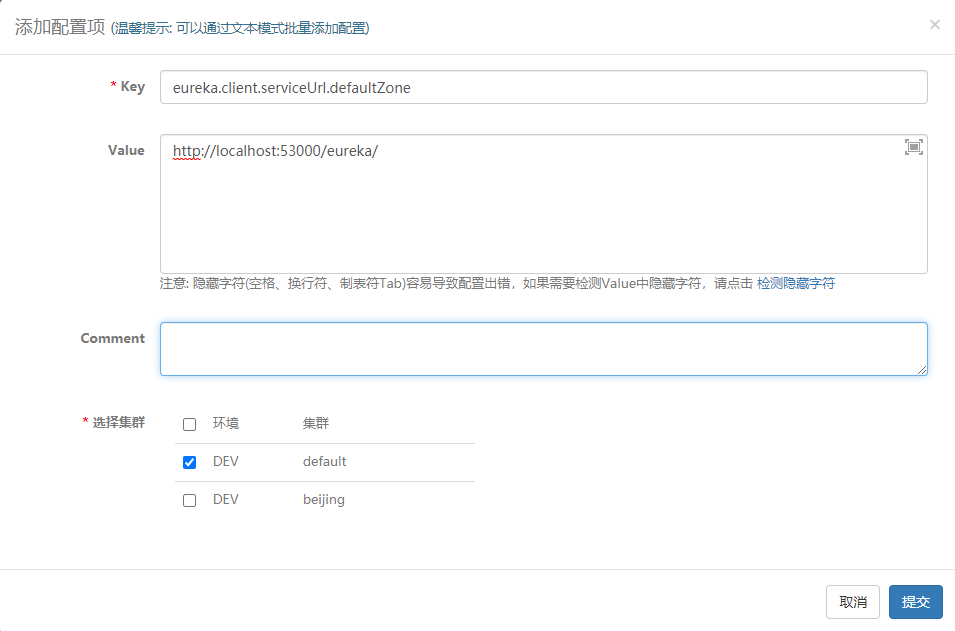 添加配置项 (温馨提示: 可以通过文本模式批量添加配置)
×
* Key
eureka.client.serviceUrl.defaultZone
Value
http://localhost:53000/eureka/
注意: 隐藏字符(空格、换行符、制表符Tab)容易导致配置出错，如果需要检测Value中隐藏字符，请点击 检测隐藏字符
Comment
* 选择集群
环境 集群
DEV default
DEV beijing
取消 提交